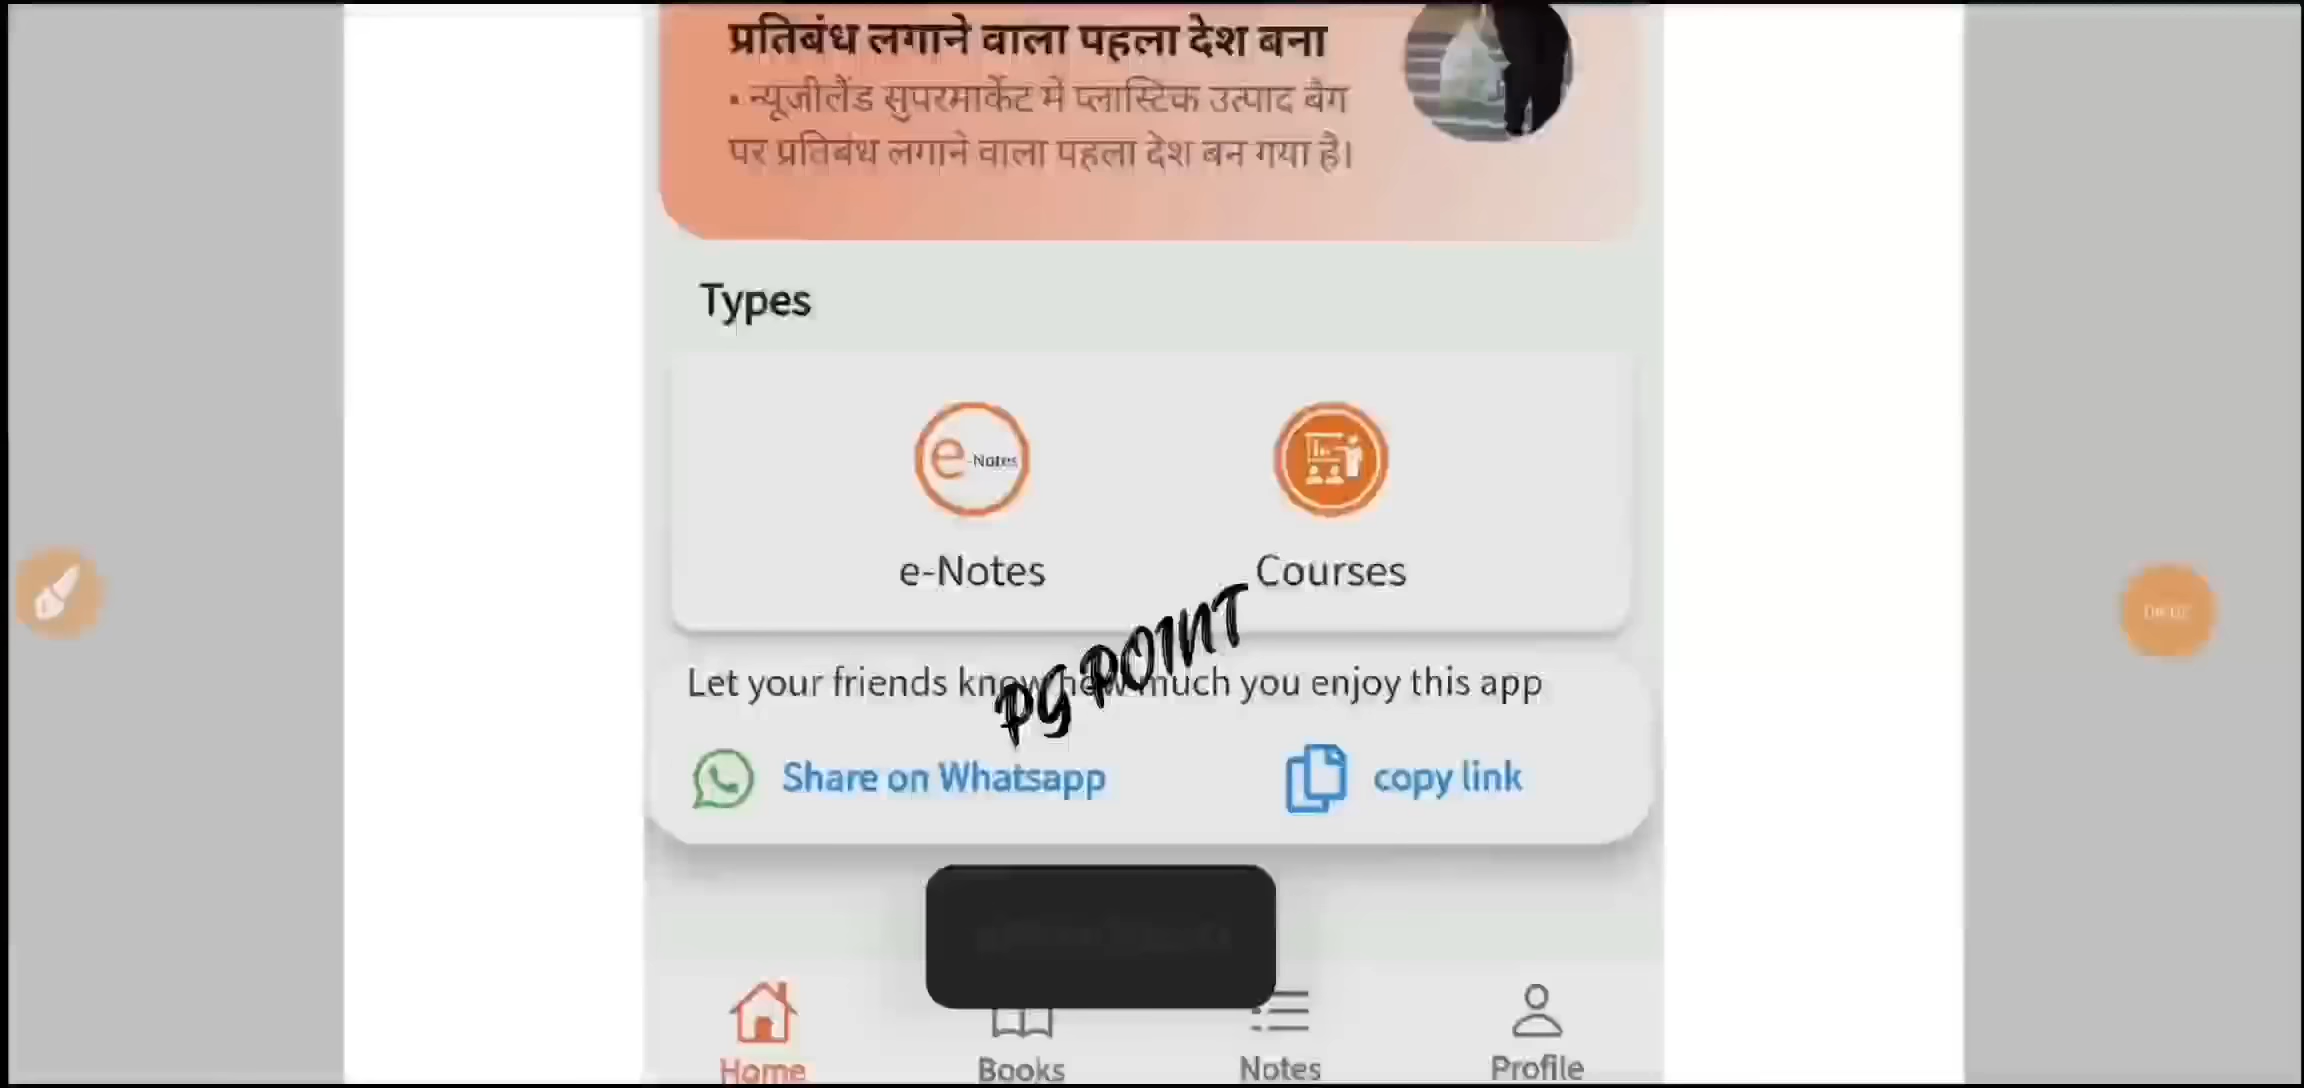 प्रतिबंध लगाने वाला पहला देश बना
• न्यूजीलैंड सुपरमार्केट में प्लास्टिक उत्पाद बैग
पर प्रतिबंध लगाने वाला पहला देश बन गया है।
Types
e-Notes
e-Notes
Courses
PG POINT
Let your friends know how much you enjoy this app
Share on Whatsapp
copy link
Home
Books
Notes
Profile